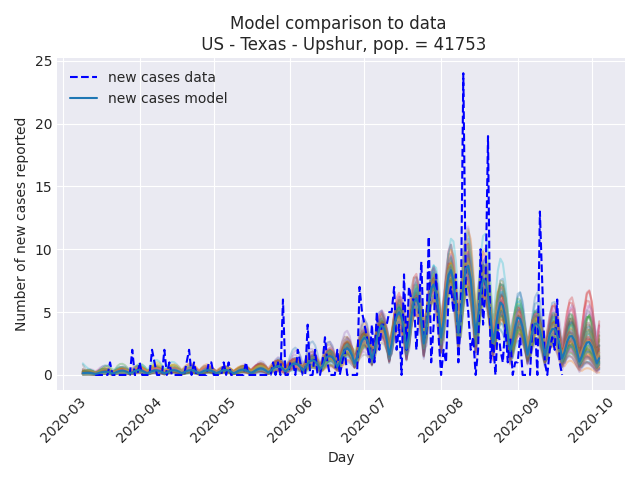 Model comparison to data
US - Texas - Upshur, pop. = 41753
25
20
15
10
5
0
Number of new cases reported
new cases data
new cases model
2020-03
2020-04
2020-05
2020-06
2020-07
2020-08
2020-09
2020-10
Day